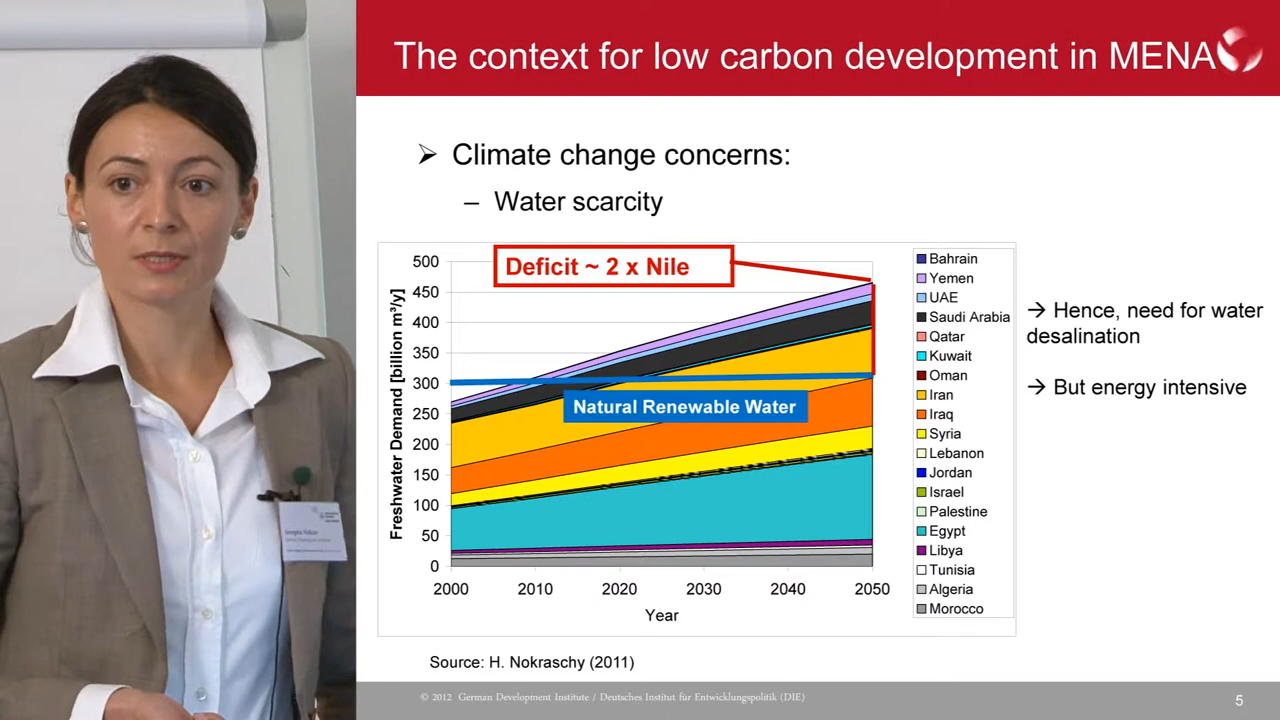 The context for low carbon development in MENA
➢ Climate change concerns:
– Water scarcity
Deficit ~ 2 x Nile
Natural Renewable Water
Freshwater Demand [billion m³/y]
500
450
400
350
300
250
200
150
100
50
0
2000 2010 2020 2030 2040 2050
Year
Bahrain
Yemen
UAE
Saudi Arabia
Qatar
Kuwait
Oman
Iran
Iraq
Syria
Lebanon
Jordan
Israel
Palestine
Egypt
Libya
Tunisia
Algeria
Morocco
→ Hence, need for water
desalination
→ But energy intensive
Source: H. Nokraschy (2011)
© 2012 German Development Institute / Deutsches Institut für Entwicklungspolitik (DIE)
5